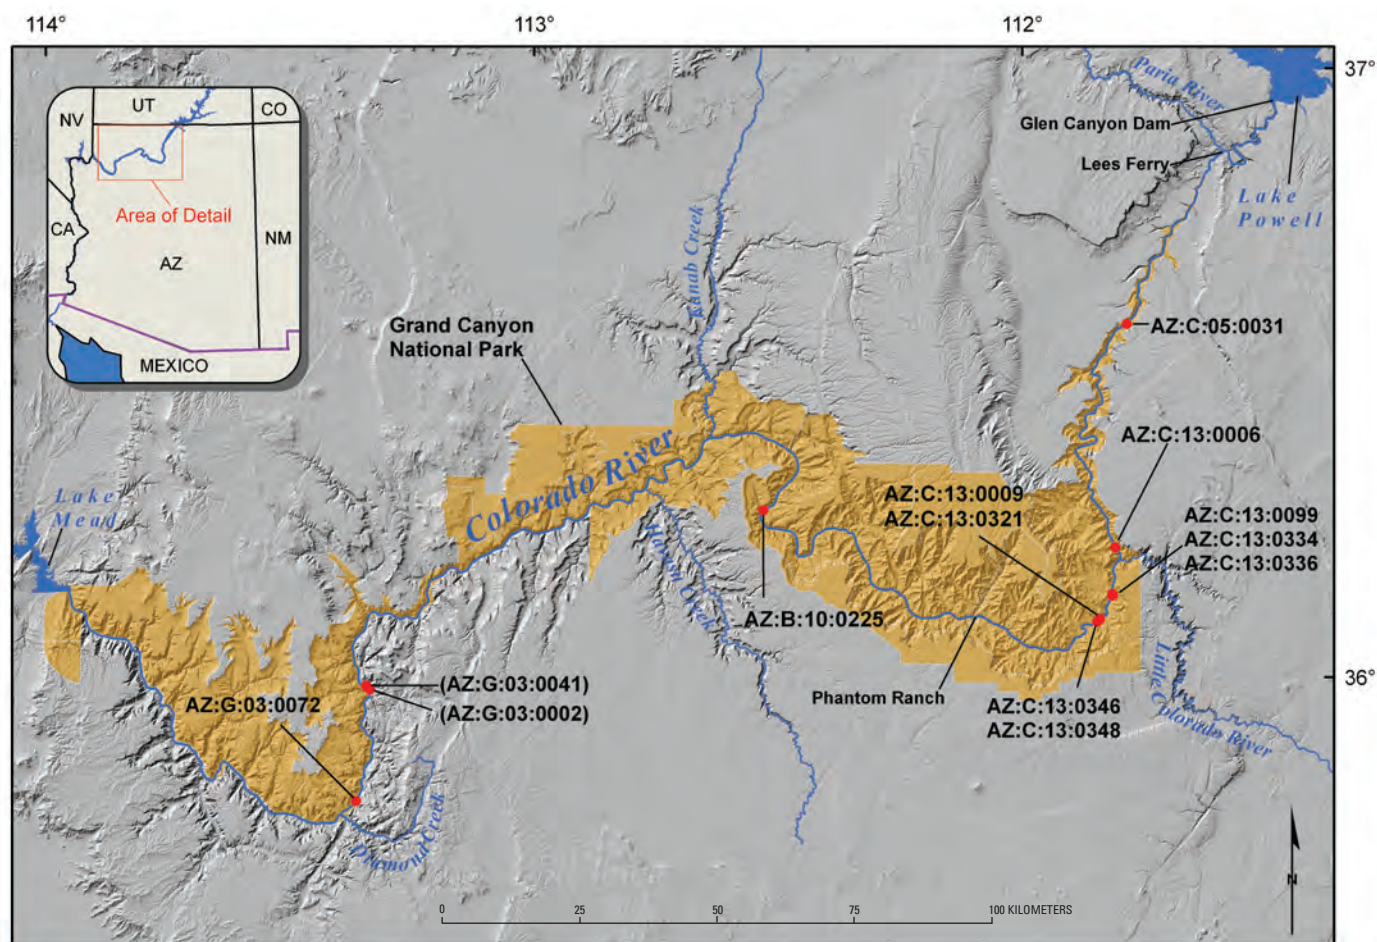 114°
113°
112°
37°
36°
NV
UT
CO
CA
AZ
NM
MEXICO
Area of Detail
Paria River
Glen Canyon Dam
Lees Ferry
Lake
Powell
Kanab Creek
Grand Canyon
National Park
AZ:C:05:0031
AZ:C:13:0006
Colorado River
AZ:C:13:0009
AZ:C:13:0321
AZ:C:13:0099
AZ:C:13:0334
AZ:C:13:0336
Lake
Mead
Havasu Creek
AZ:B:10:0225
Little Colorado River
(AZ:G:03:0041)
(AZ:G:03:0002)
AZ:G:03:0072
Phantom Ranch
AZ:C:13:0346
AZ:C:13:0348
Diamond Creek
0
25
50
75
100 KILOMETERS
N